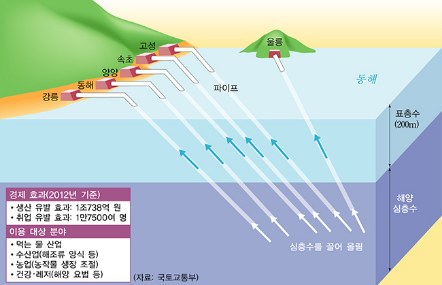 고성
속초
양양
동해
강릉
울릉
파이프
동해
표층수
(200m)
해양
심층수
심층수를 끌어 올림
경제 효과(2012년 기준)
• 생산 유발 효과: 1조738억 원
• 취업 유발 효과: 1만7500여 명
이용 대상 분야
• 먹는 물 산업
• 수산업(해조류 양식 등)
• 농업(농작물 생장 조절)
• 건강·레저(해양 요법 등)
(자료: 국토교통부)